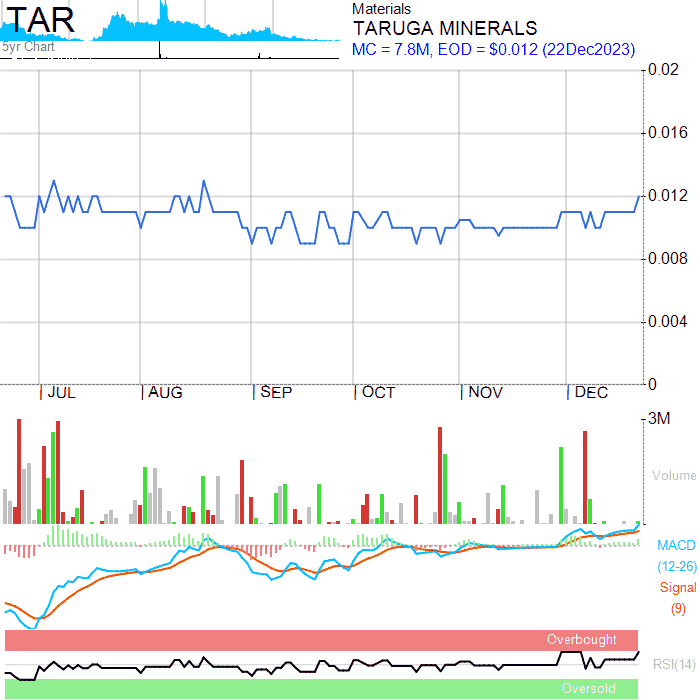 TAR
5yr Chart
Materials
TARUGA MINERALS
MC = 7.8M, EOD = $0.012 (22Dec2023)
0.02
0.016
0.012
0.008
0.004
0
JUL AUG SEP OCT NOV DEC
3M
Volume
MACD
(12-26)
Signal
(9)
Overbought
RSI(14)
Oversold